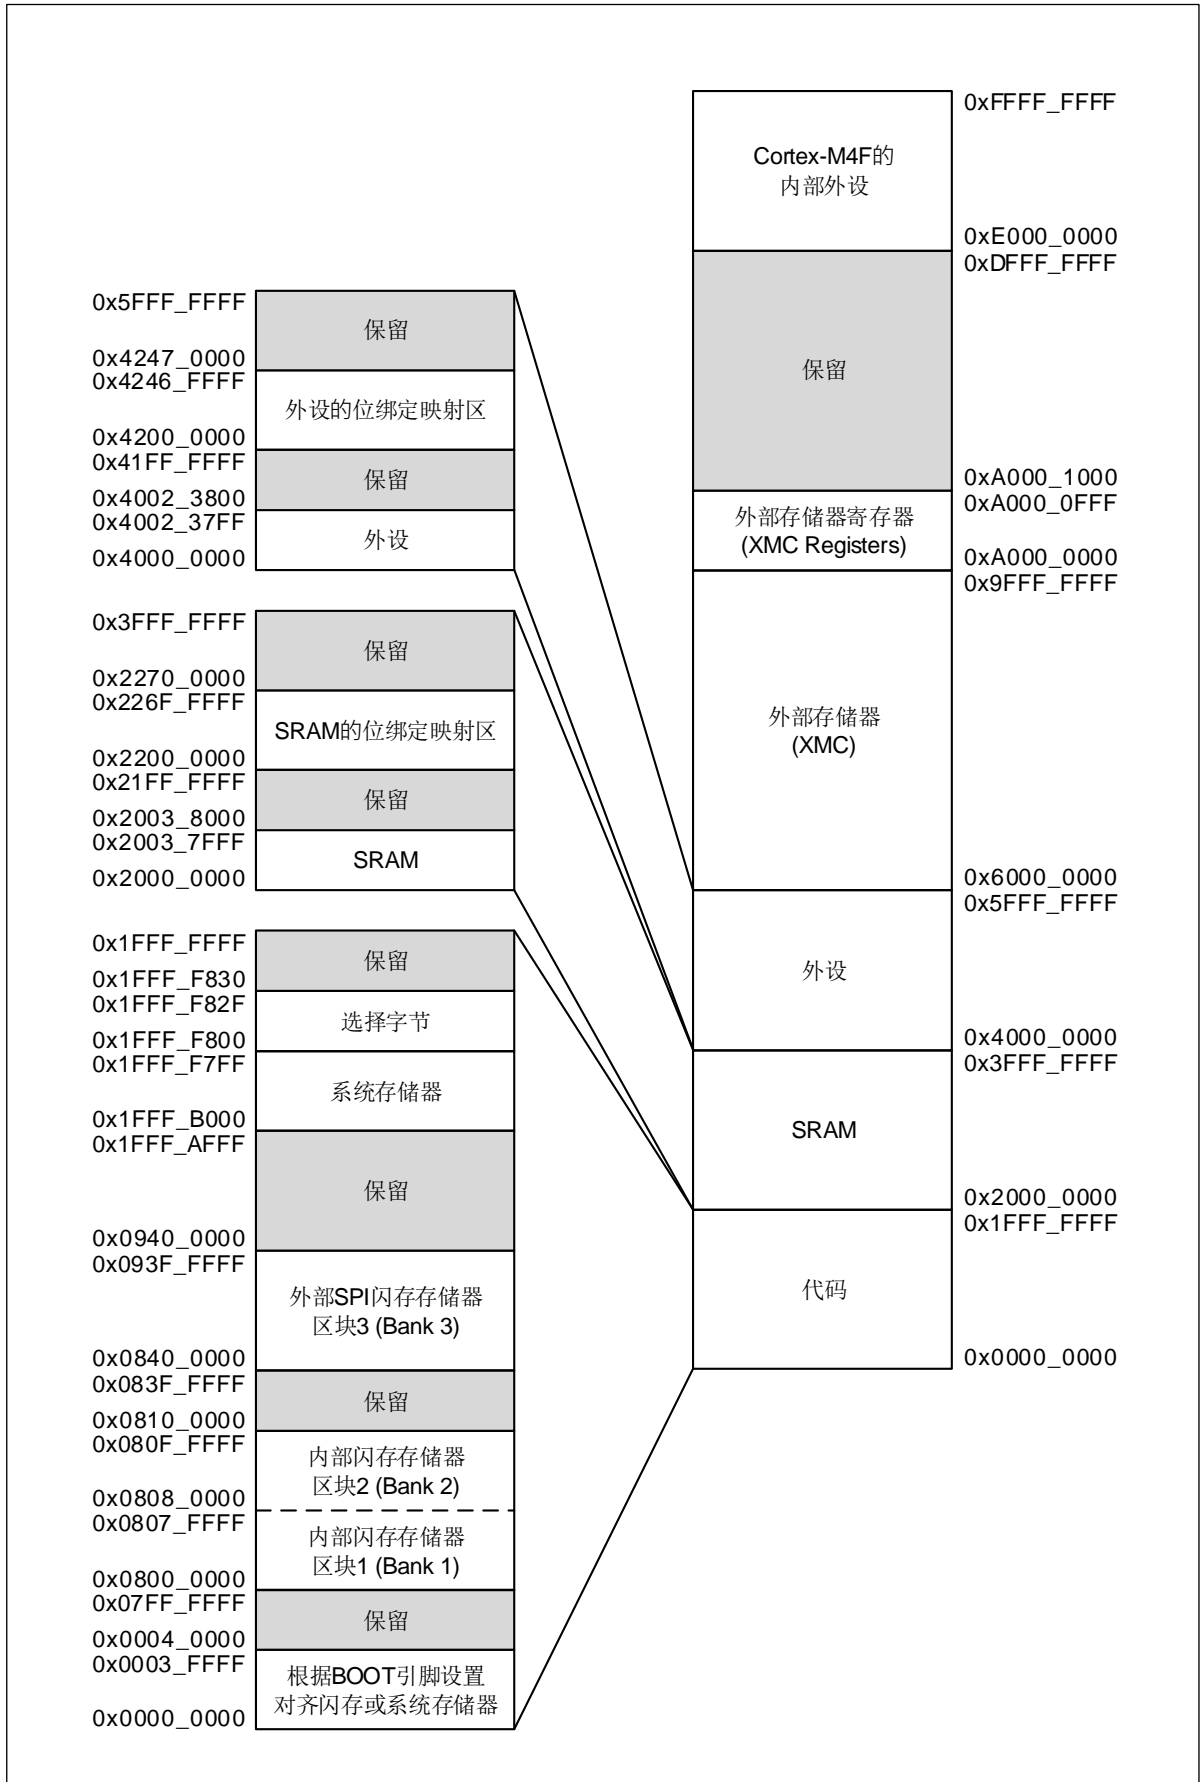 0xFFFF_FFFF
Cortex-M4F的
内部外设
0xE000_0000
0xDFFF_FFFF
保留
0xA000_1000
0xA000_0FFF
外部存储器寄存器
(XMC Registers)
0xA000_0000
0x9FFF_FFFF
外部存储器
(XMC)
0x6000_0000
0x5FFF_FFFF
外设
0x4000_0000
0x3FFF_FFFF
SRAM
0x2000_0000
0x1FFF_FFFF
代码
0x0000_0000
0x5FFF_FFFF
保留
0x4247_0000
0x4246_FFFF
外设的位绑定映射区
0x4200_0000
0x41FF_FFFF
保留
0x4002_3800
0x4002_37FF
外设
0x4000_0000
0x3FFF_FFFF
保留
0x2270_0000
0x226F_FFFF
SRAM的位绑定映射区
0x2200_0000
0x21FF_FFFF
保留
0x2003_8000
0x2003_7FFF
SRAM
0x2000_0000
0x1FFF_FFFF
保留
0x1FFF_F830
0x1FFF_F82F
选择字节
0x1FFF_F800
0x1FFF_F7FF
系统存储器
0x1FFF_B000
0x1FFF_AFFF
保留
0x0940_0000
0x093F_FFFF
外部SPI闪存存储器
区块3 (Bank 3)
0x0840_0000
0x083F_FFFF
保留
0x0810_0000
0x080F_FFFF
内部闪存存储器
区块2 (Bank 2)
0x0808_0000
0x0807_FFFF
内部闪存存储器
区块1 (Bank 1)
0x0800_0000
0x07FF_FFFF
保留
0x0004_0000
0x0003_FFFF
根据BOOT引脚设置
对齐闪存或系统存储器
0x0000_0000